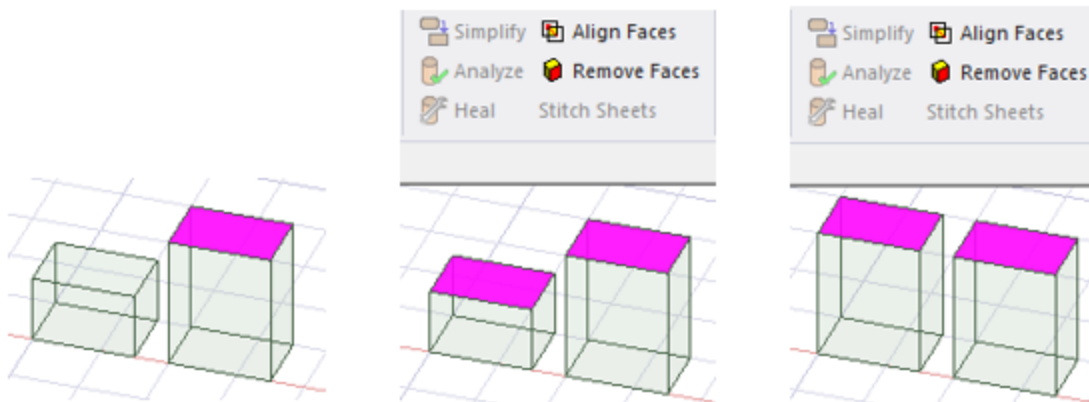 Simplify Align Faces
Analyze Remove Faces
Heal Stitch Sheets
Simplify Align Faces
Analyze Remove Faces
Heal Stitch Sheets